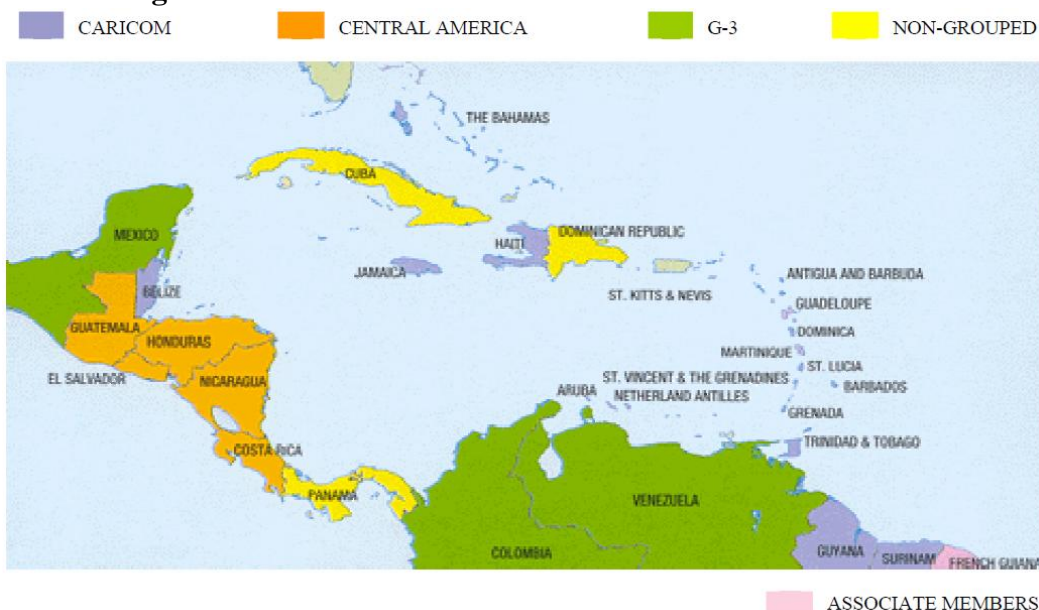 CARICOM CENTRAL AMERICA G-3 NON-GROUPED
THE BAHAMAS
CUBA
MEXICO
HAITI
DOMINICAN REPUBLIC
JAMAICA
BELIZE
ST. KITTS & NEVIS
ANTIGUA AND BARBUDA
GUADELOUPE
GUATEMALA
HONDURAS
DOMINICA
MARTINIQUE
EL SALVADOR
NICARAGUA
ST. LUCIA
ST. VINCENT & THE GRENADINES
BARBADOS
ARUBA
NETHERLAND ANTILLES
GRENADA
COSTA RICA
TRINIDAD & TOBAGO
PANAMA
VENEZUELA
COLOMBIA
GUYANA
SURINAM
FRENCH GUIANA
ASSOCIATE MEMBERS